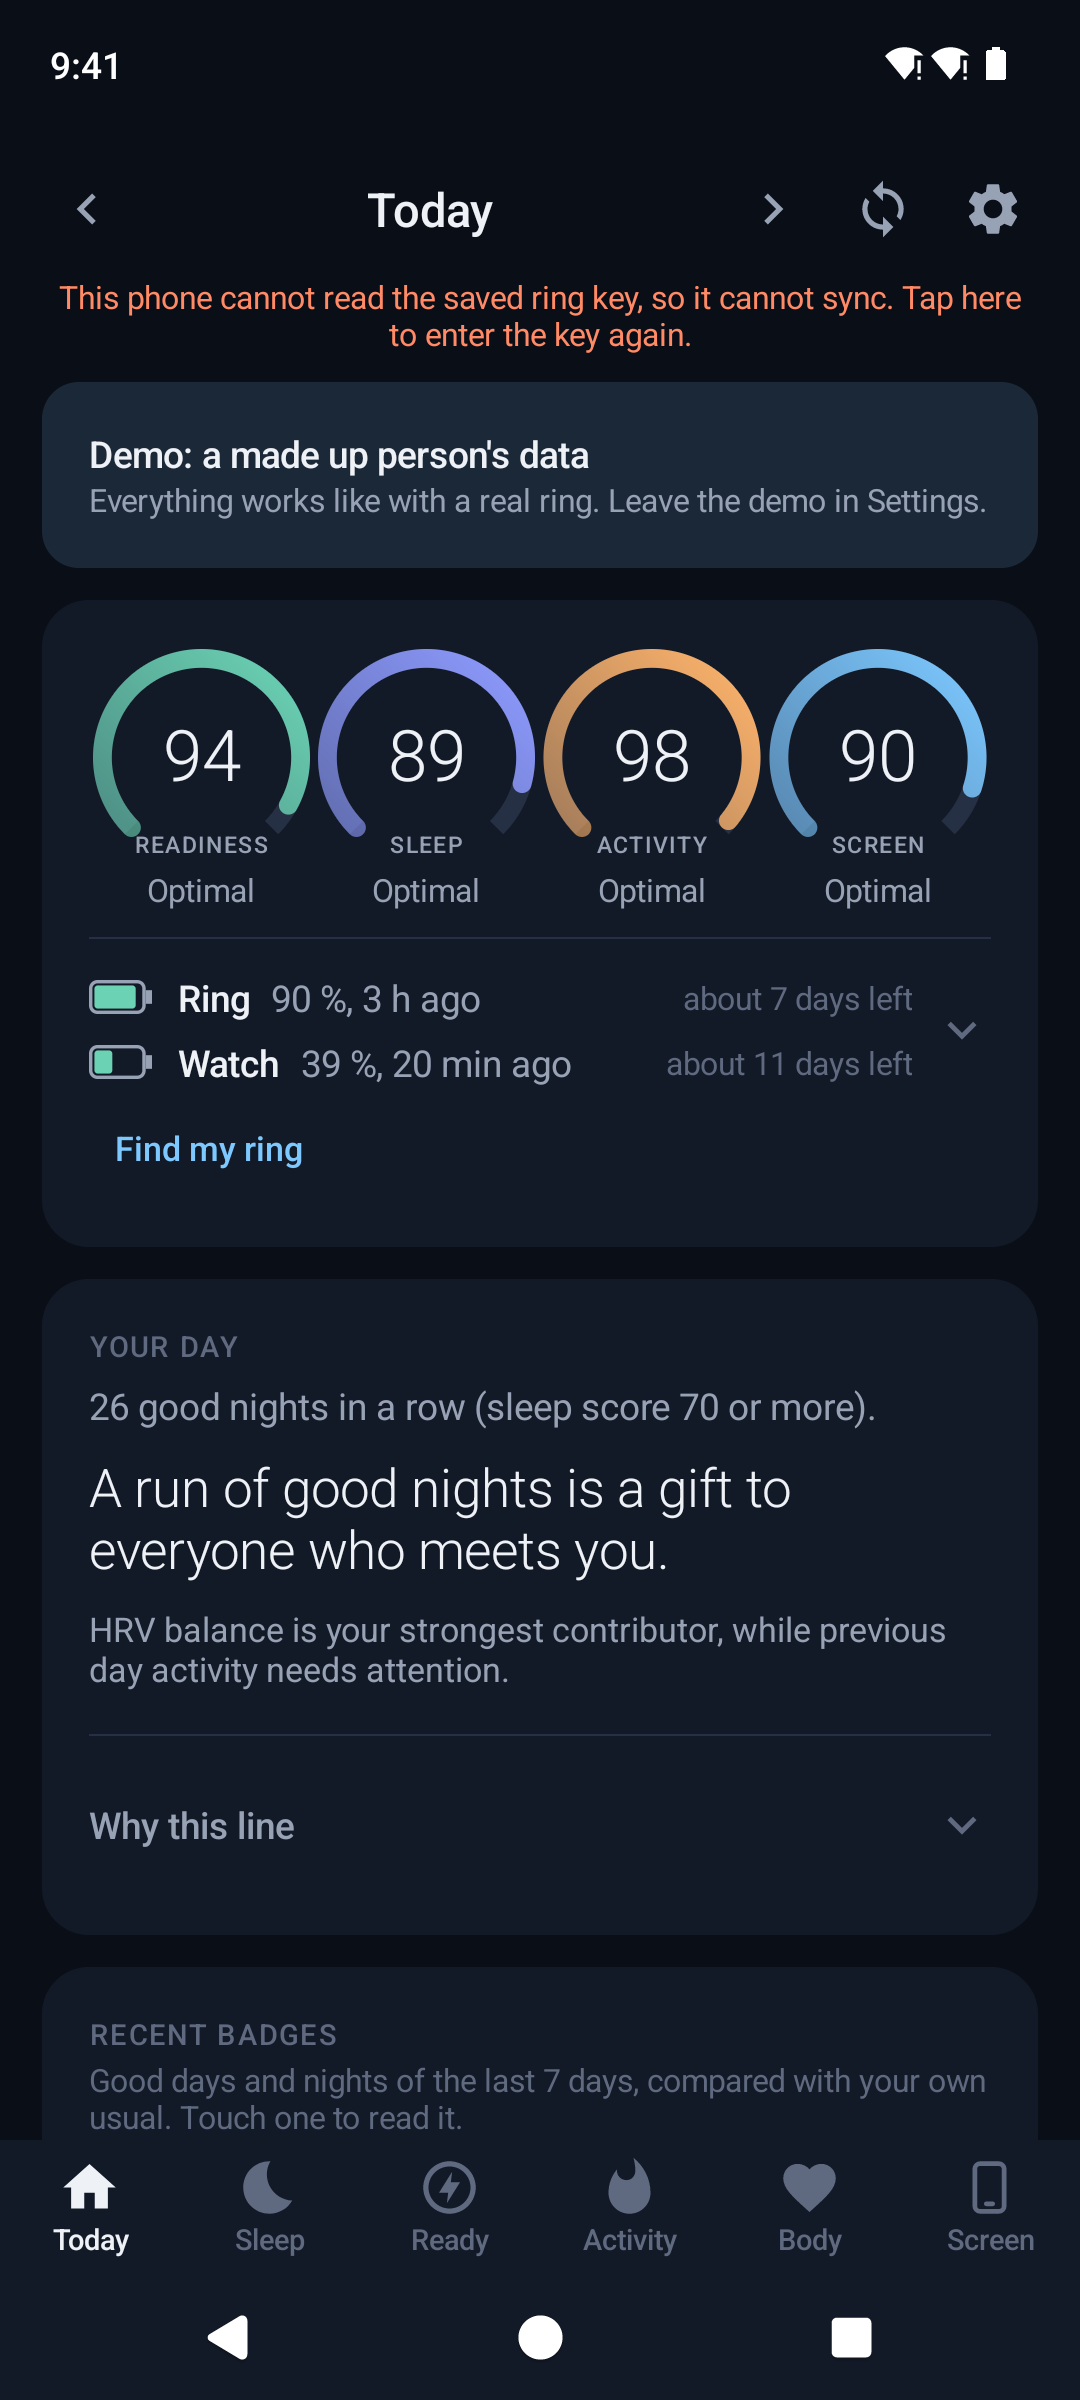 9:41
Today
This phone cannot read the saved ring key, so it cannot sync. Tap here
to enter the key again.
Demo: a made up person's data
Everything works like with a real ring. Leave the demo in Settings.
94
READINESS
Optimal
89
SLEEP
Optimal
98
ACTIVITY
Optimal
90
SCREEN
Optimal
Ring 90 %, 3 h ago about 7 days left
Watch 39 %, 20 min ago about 11 days left
Find my ring
YOUR DAY
26 good nights in a row (sleep score 70 or more).
A run of good nights is a gift to
everyone who meets you.
HRV balance is your strongest contributor, while previous
day activity needs attention.
Why this line
RECENT BADGES
Good days and nights of the last 7 days, compared with your own
usual. Touch one to read it.
Today Sleep Ready Activity Body Screen